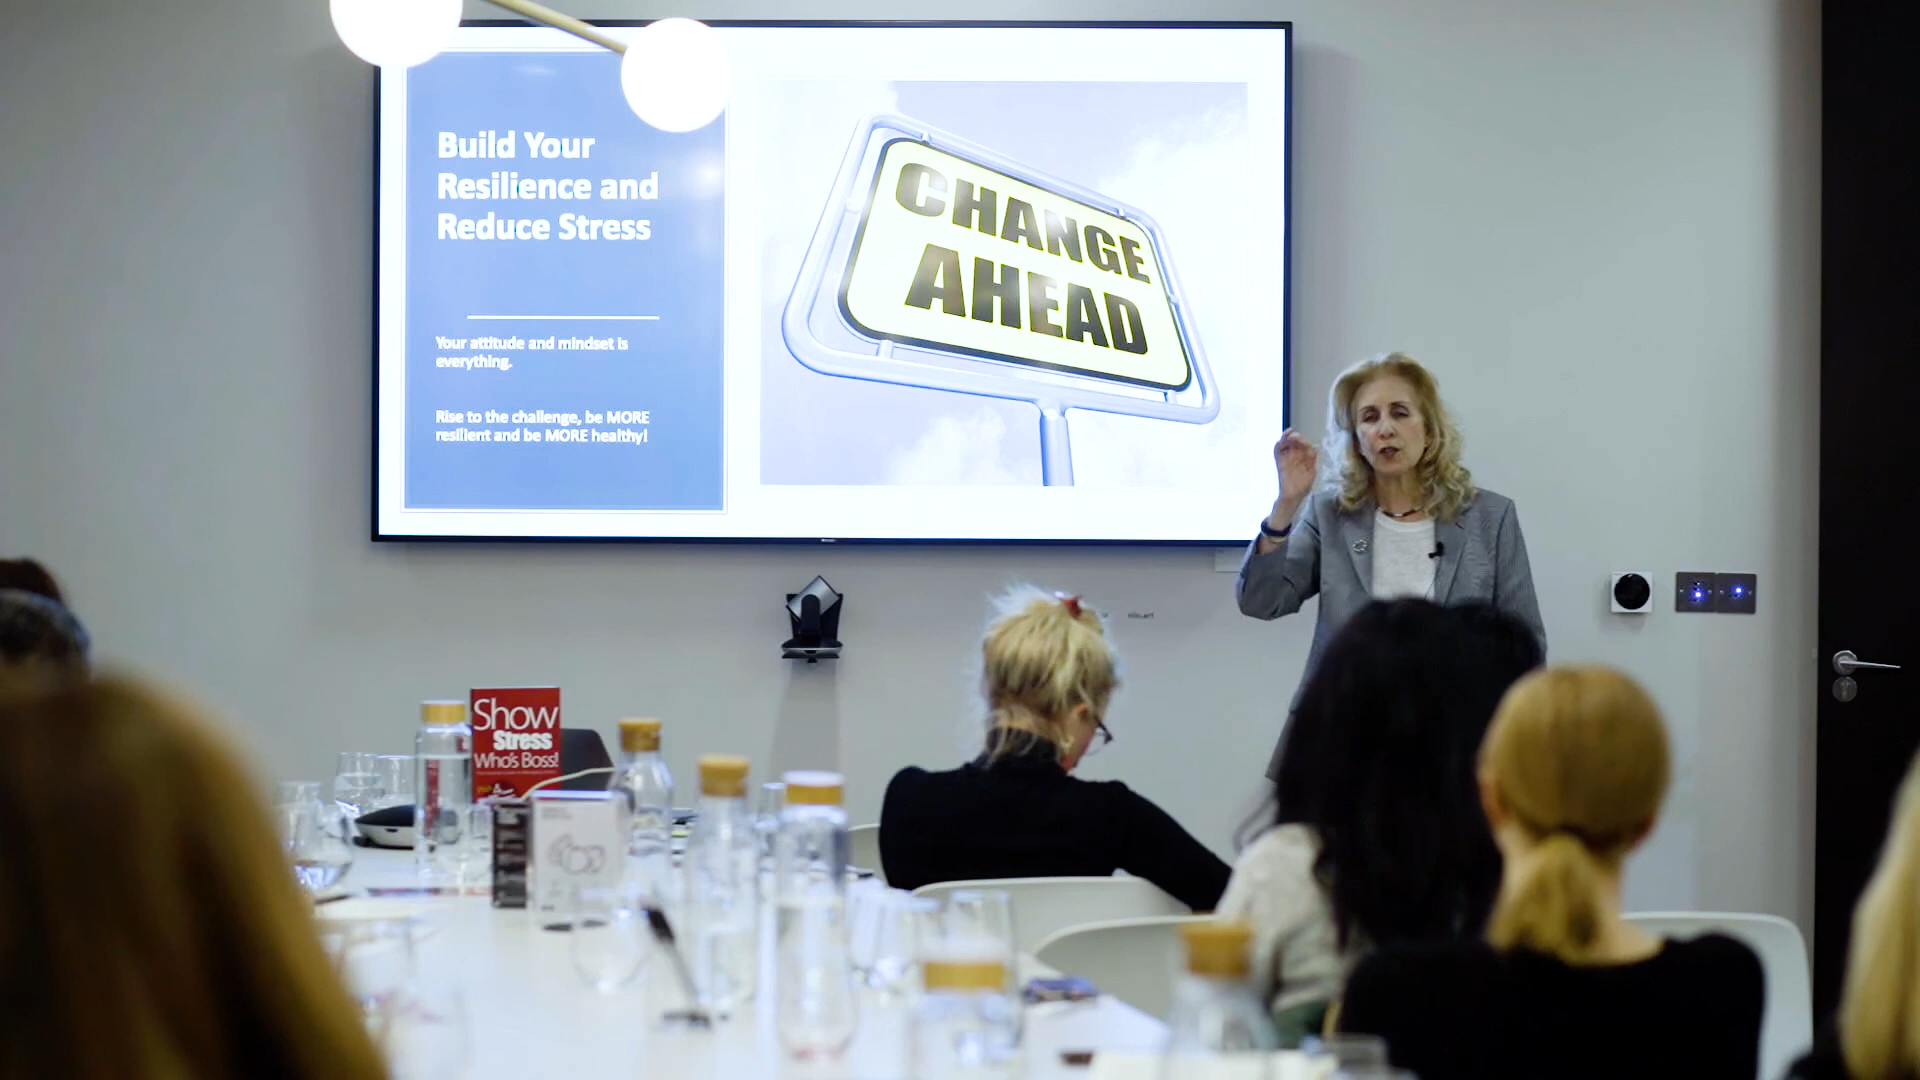 Build Your
Resilience and
Reduce Stress
Your attitude and mindset is
everything.
Rise to the challenge, be MORE
resilient and be MORE healthy!
CHANGE
AHEAD
Show
Stress
Who's Boss!